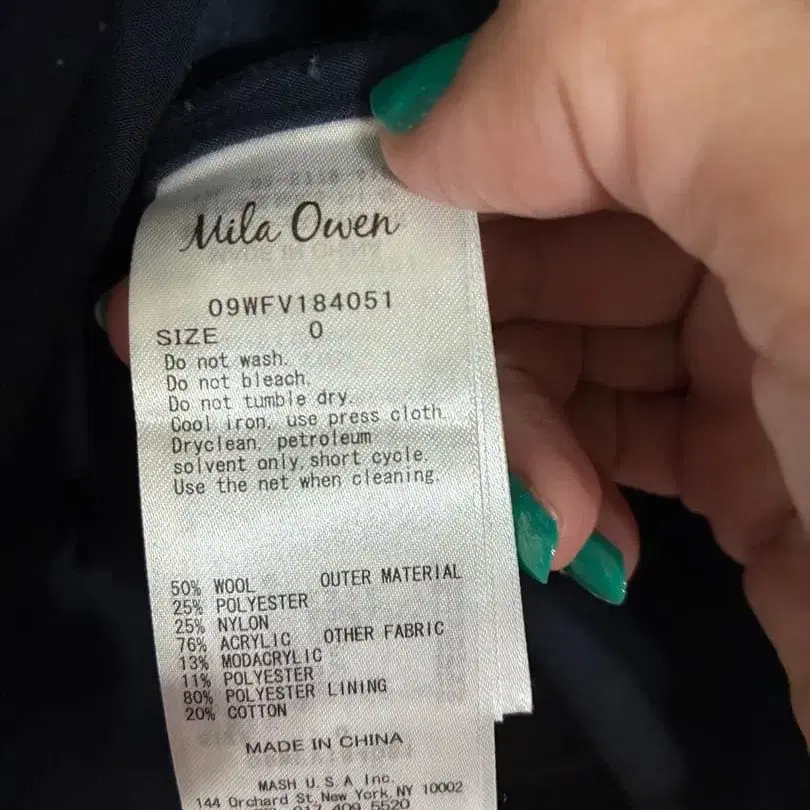 Mila Owen
09WFV184051
SIZE 0
Do not wash.
Do not bleach.
Do not tumble dry.
Cool iron, use press cloth.
Dryclean, petroleum
solvent only, short cycle.
Use the net when cleaning.
50% WOOL OUTER MATERIAL
25% POLYESTER
25% NYLON
76% ACRYLIC OTHER FABRIC
13% MODACRYLIC
11% POLYESTER
80% POLYESTER LINING
20% COTTON
MADE IN CHINA
MASH U.S.A Inc.
144 Orchard St, New York, NY 10002
409 5520